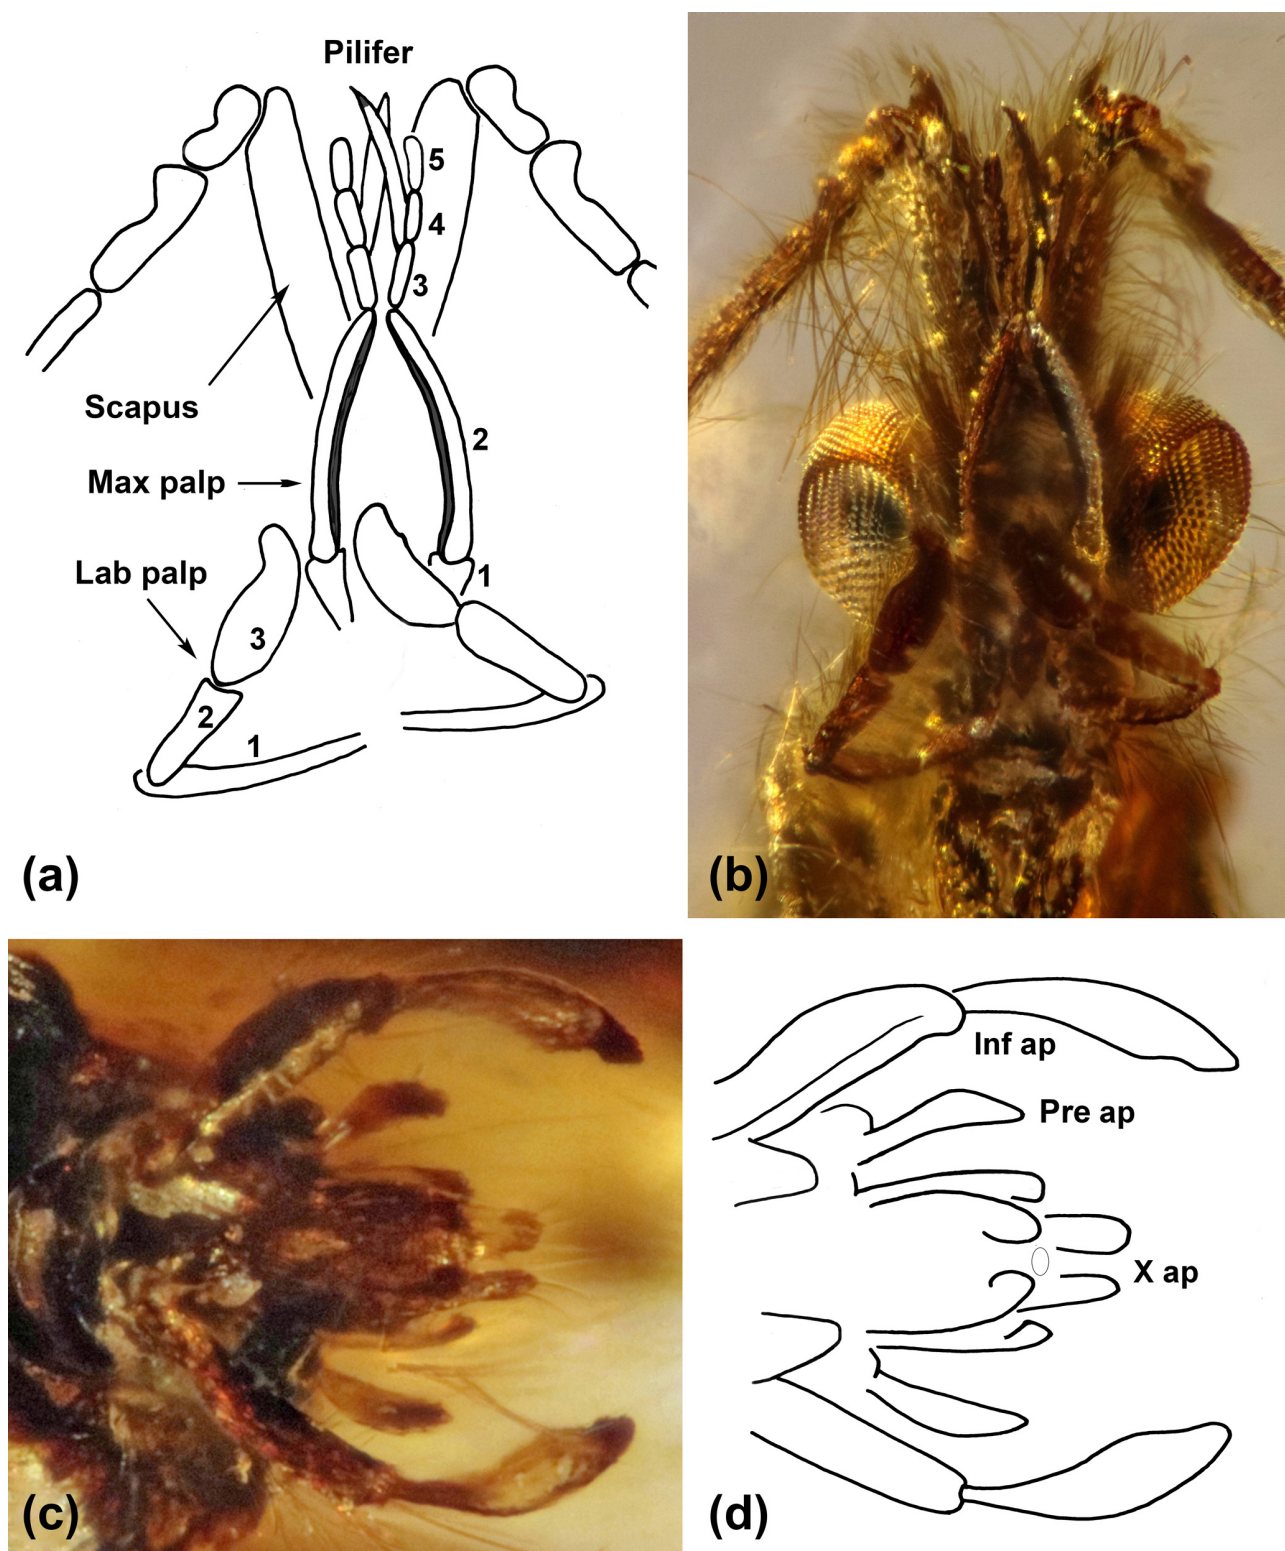 Pilifer
5
4
3
Scapus
2
Max palp
Lab palp
1
3
2
1
(a)
(b)
Inf ap
Pre ap
X ap
(c)
(d)